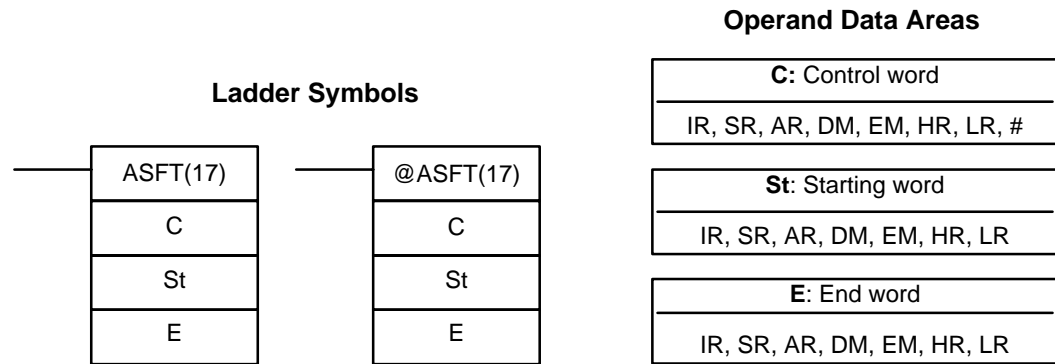 Ladder Symbols
ASFT(17)
C
St
E
@ASFT(17)
C
St
E
Operand Data Areas
C: Control word
IR, SR, AR, DM, EM, HR, LR, #
St: Starting word
IR, SR, AR, DM, EM, HR, LR
E: End word
IR, SR, AR, DM, EM, HR, LR